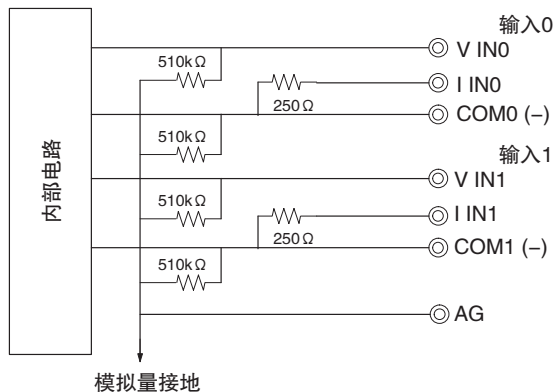 输入0
V IN0
510kΩ
I IN0
250Ω
COM0 (−)
510kΩ
输入1
内部电路
V IN1
510kΩ
I IN1
250Ω
COM1 (−)
510kΩ
AG
模拟量接地